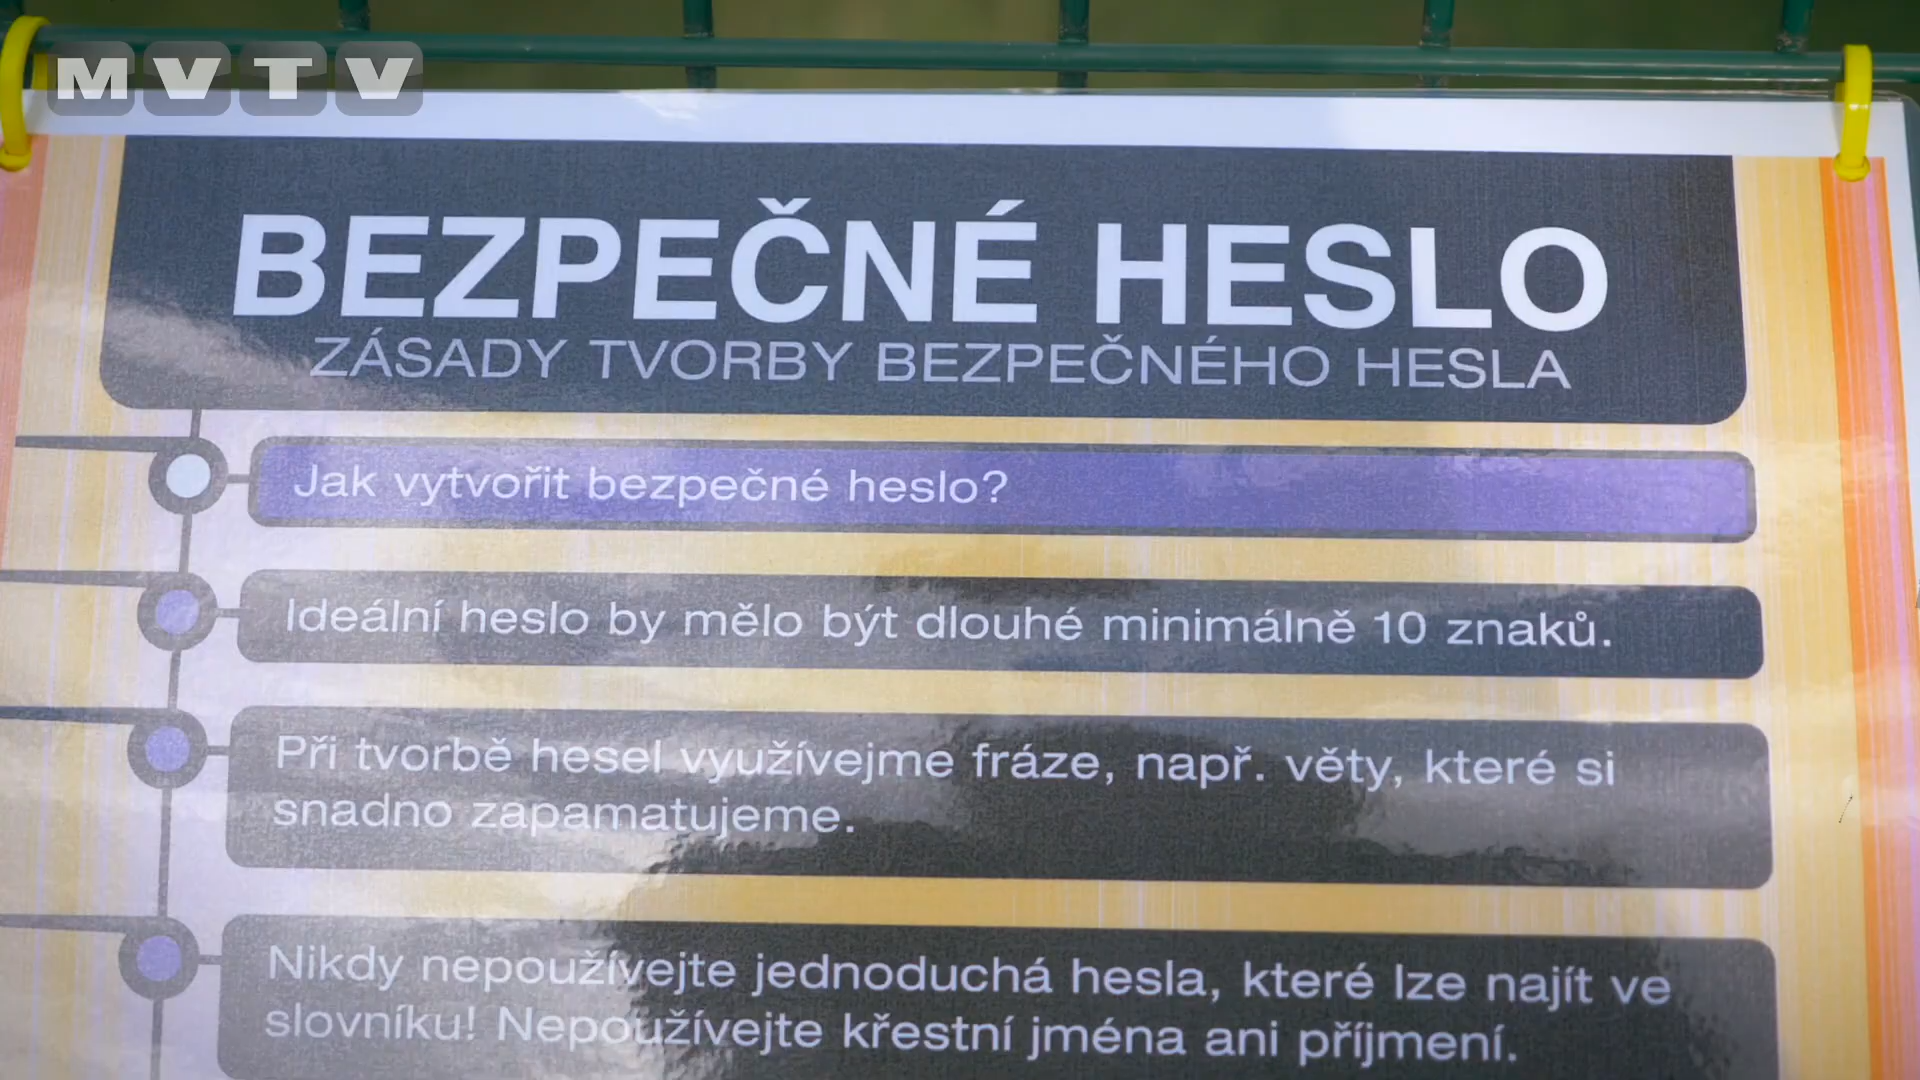 MVTV
BEZPEČNÉ HESLO
ZÁSADY TVORBY BEZPEČNÉHO HESLA
Jak vytvořit bezpečné heslo?
Ideální heslo by mělo být dlouhé minimálně 10 znaků.
Při tvorbě hesel využívejme fráze, např. věty, které si
snadno zapamatujeme.
Nikdy nepoužívejte jednoduchá hesla, které lze najít ve
slovníku! Nepoužívejte křestní jména ani příjmení.